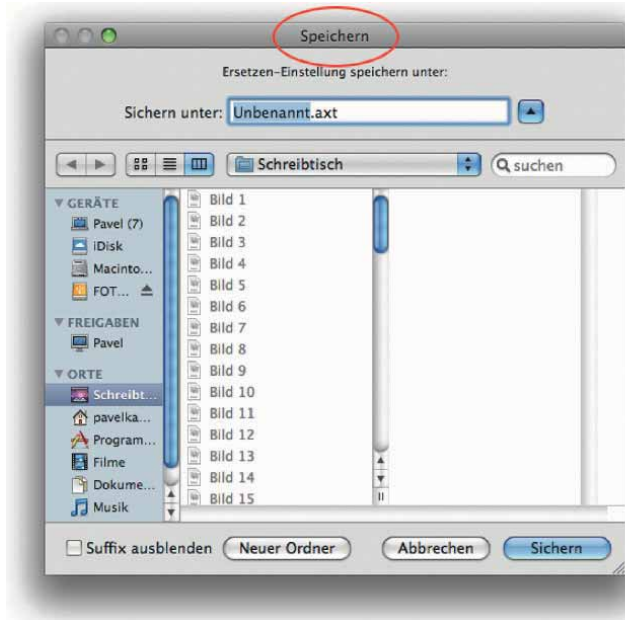 Speichern
Ersetzen-Einstellung speichern unter:
Sichern unter: Unbenannt.axt
Schreibtisch
suchen
GERÄTE
Pavel (7)
iDisk
Macinto...
FOT...
FREIGABEN
Pavel
ORTE
Schreibt...
pavelka...
Program...
Filme
Dokume...
Musik
Bild 1
Bild 2
Bild 3
Bild 4
Bild 5
Bild 6
Bild 7
Bild 8
Bild 9
Bild 10
Bild 11
Bild 12
Bild 13
Bild 14
Bild 15
Suffix ausblenden Neuer Ordner Abbrechen Sichern